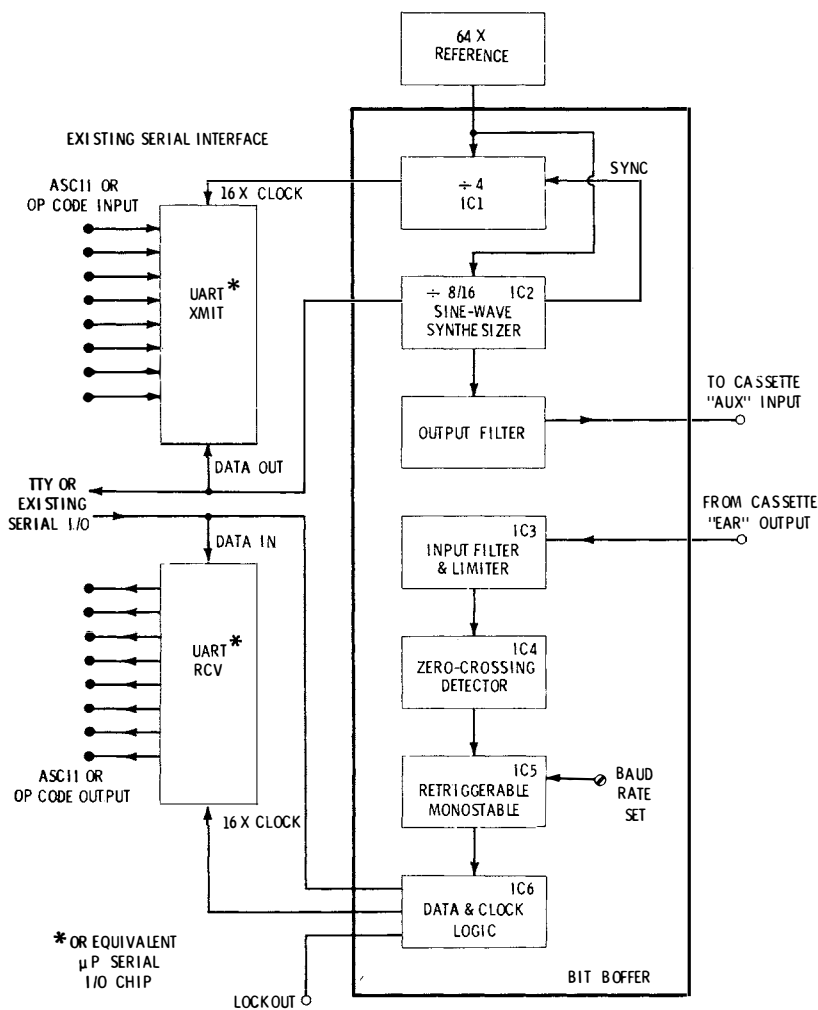 64 X
REFERENCE
EXISTING SERIAL INTERFACE
ASCII OR
OP CODE INPUT
16 X CLOCK
÷ 4
IC1
SYNC
UART *
XMIT
÷ 8/16 IC2
SINE-WAVE
SYNTHESIZER
OUTPUT FILTER
TO CASSETTE
"AUX" INPUT
DATA OUT
TTY OR
EXISTING
SERIAL I/O
DATA IN
FROM CASSETTE
"EAR" OUTPUT
IC3
INPUT FILTER
& LIMITER
UART *
RCV
IC4
ZERO-CROSSING
DETECTOR
IC5
RETRIGGERABLE
MONOSTABLE
BAUD
RATE
SET
ASCII OR
OP CODE OUTPUT
16 X CLOCK
IC6
DATA & CLOCK
LOGIC
* OR EQUIVALENT
μP SERIAL
I/O CHIP
LOCKOUT
BIT BOFFER